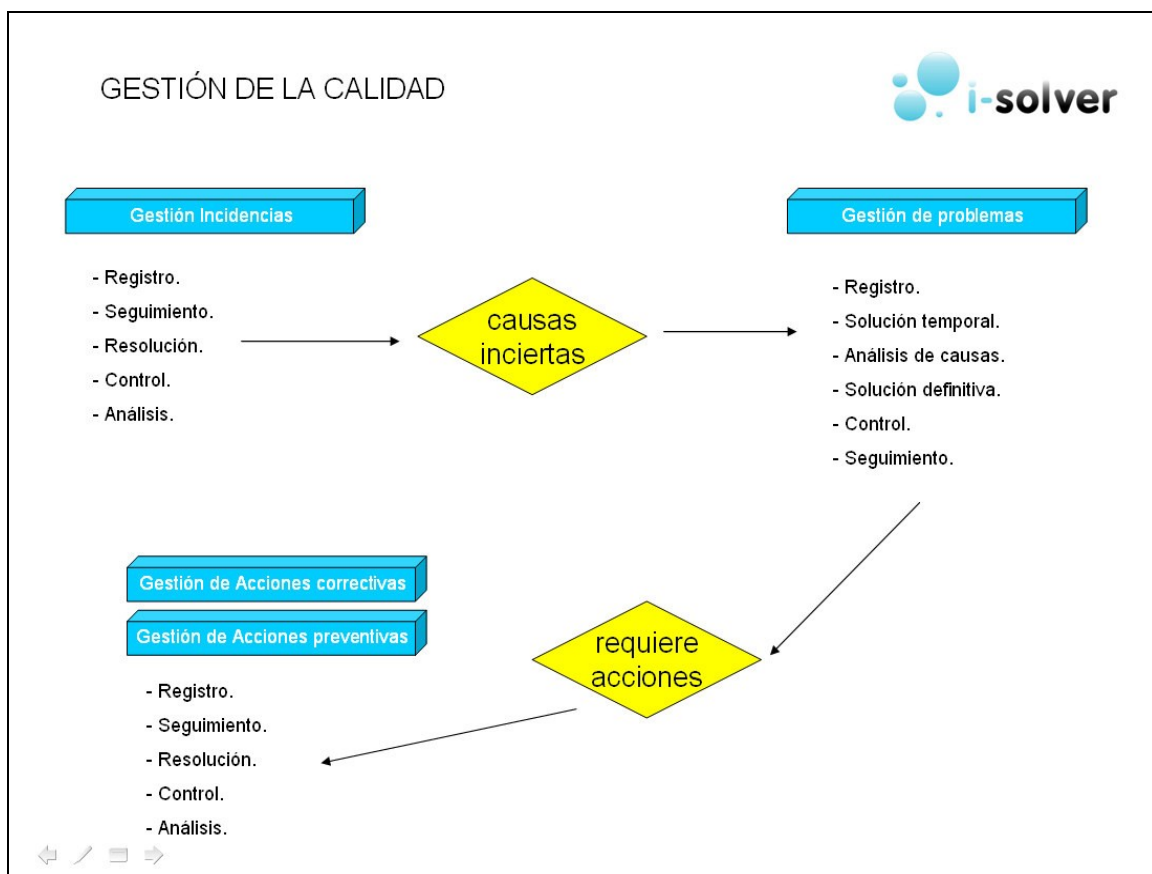 GESTIÓN DE LA CALIDAD
i-solver
Gestión Incidencias
- Registro.
- Seguimiento.
- Resolución.
- Control.
- Análisis.
causas
inciertas
Gestión de problemas
- Registro.
- Solución temporal.
- Análisis de causas.
- Solución definitiva.
- Control.
- Seguimiento.
requiere
acciones
Gestión de Acciones correctivas
Gestión de Acciones preventivas
- Registro.
- Seguimiento.
- Resolución.
- Control.
- Análisis.